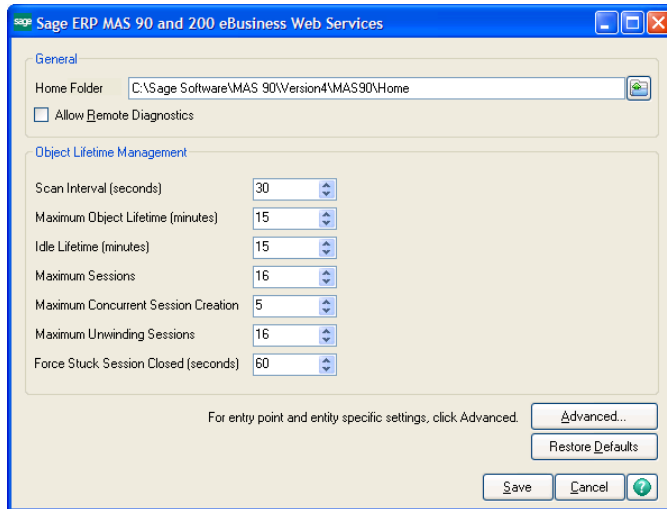 sage Sage ERP MAS 90 and 200 eBusiness Web Services
General
Home Folder C:\Sage Software\MAS 90\Version4\MAS90\Home
Allow Remote Diagnostics
Object Lifetime Management
Scan Interval (seconds) 30
Maximum Object Lifetime (minutes) 15
Idle Lifetime (minutes) 15
Maximum Sessions 16
Maximum Concurrent Session Creation 5
Maximum Unwinding Sessions 16
Force Stuck Session Closed (seconds) 60
For entry point and entity specific settings, click Advanced. Advanced...
Restore Defaults
Save Cancel ?